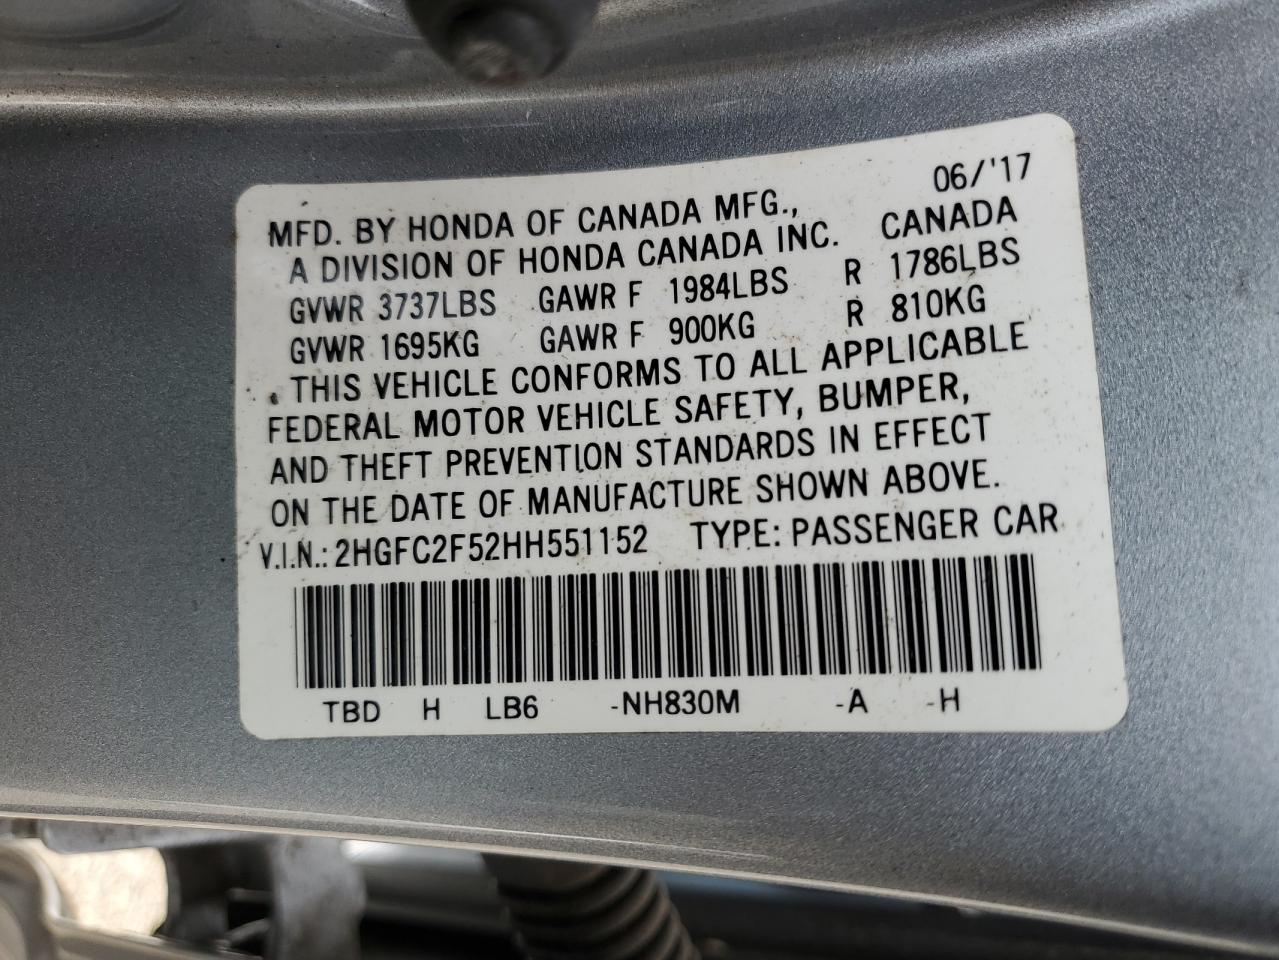 06/'17
MFD. BY HONDA OF CANADA MFG., CANADA
A DIVISION OF HONDA CANADA INC.
GVWR 3737LBS GAWR F 1984LBS R 1786LBS
GVWR 1695KG GAWR F 900KG R 810KG
THIS VEHICLE CONFORMS TO ALL APPLICABLE
FEDERAL MOTOR VEHICLE SAFETY, BUMPER,
AND THEFT PREVENTION STANDARDS IN EFFECT
ON THE DATE OF MANUFACTURE SHOWN ABOVE.
V.I.N.: 2HGFC2F52HH551152 TYPE: PASSENGER CAR
TBD H LB6 -NH830M -A -H